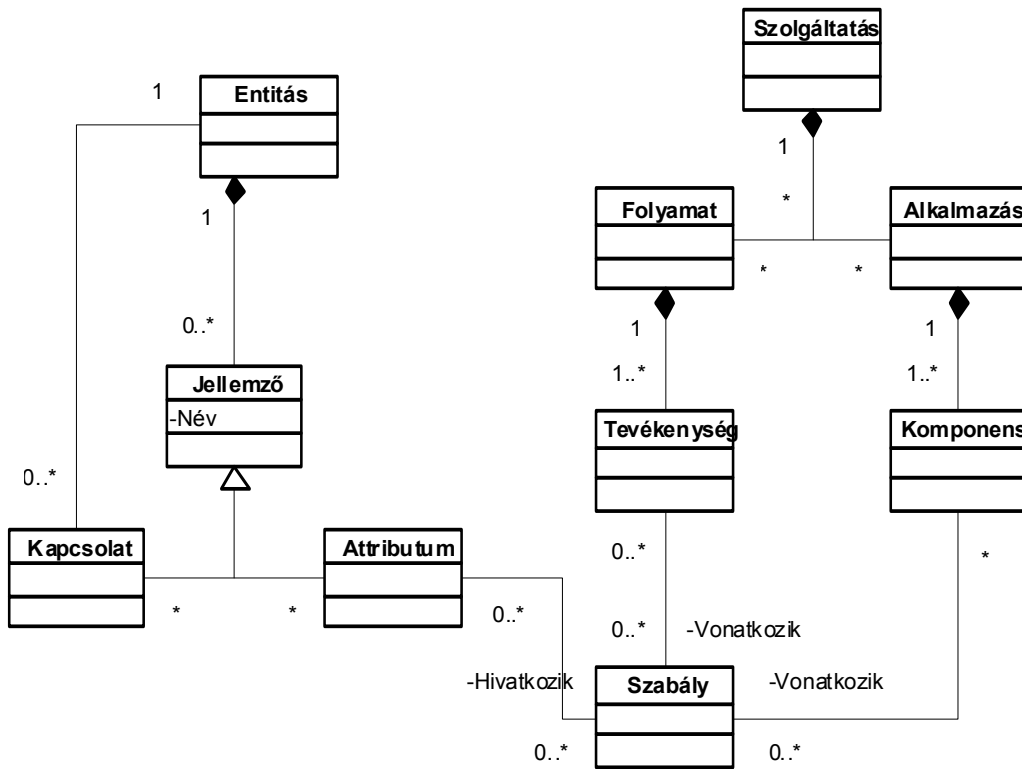 Szolgáltatás
1
Entitás
1
*
1
Folyamat
Alkalmazás
*
*
0..*
1
1
Jellemző
-Név
1..*
1..*
Tevékenység
Komponens
0..*
Kapcsolat
Attributum
0..*
*
*
*
0..*
0..*
-Vonatkozik
-Hivatkozik
Szabály
-Vonatkozik
0..*
0..*